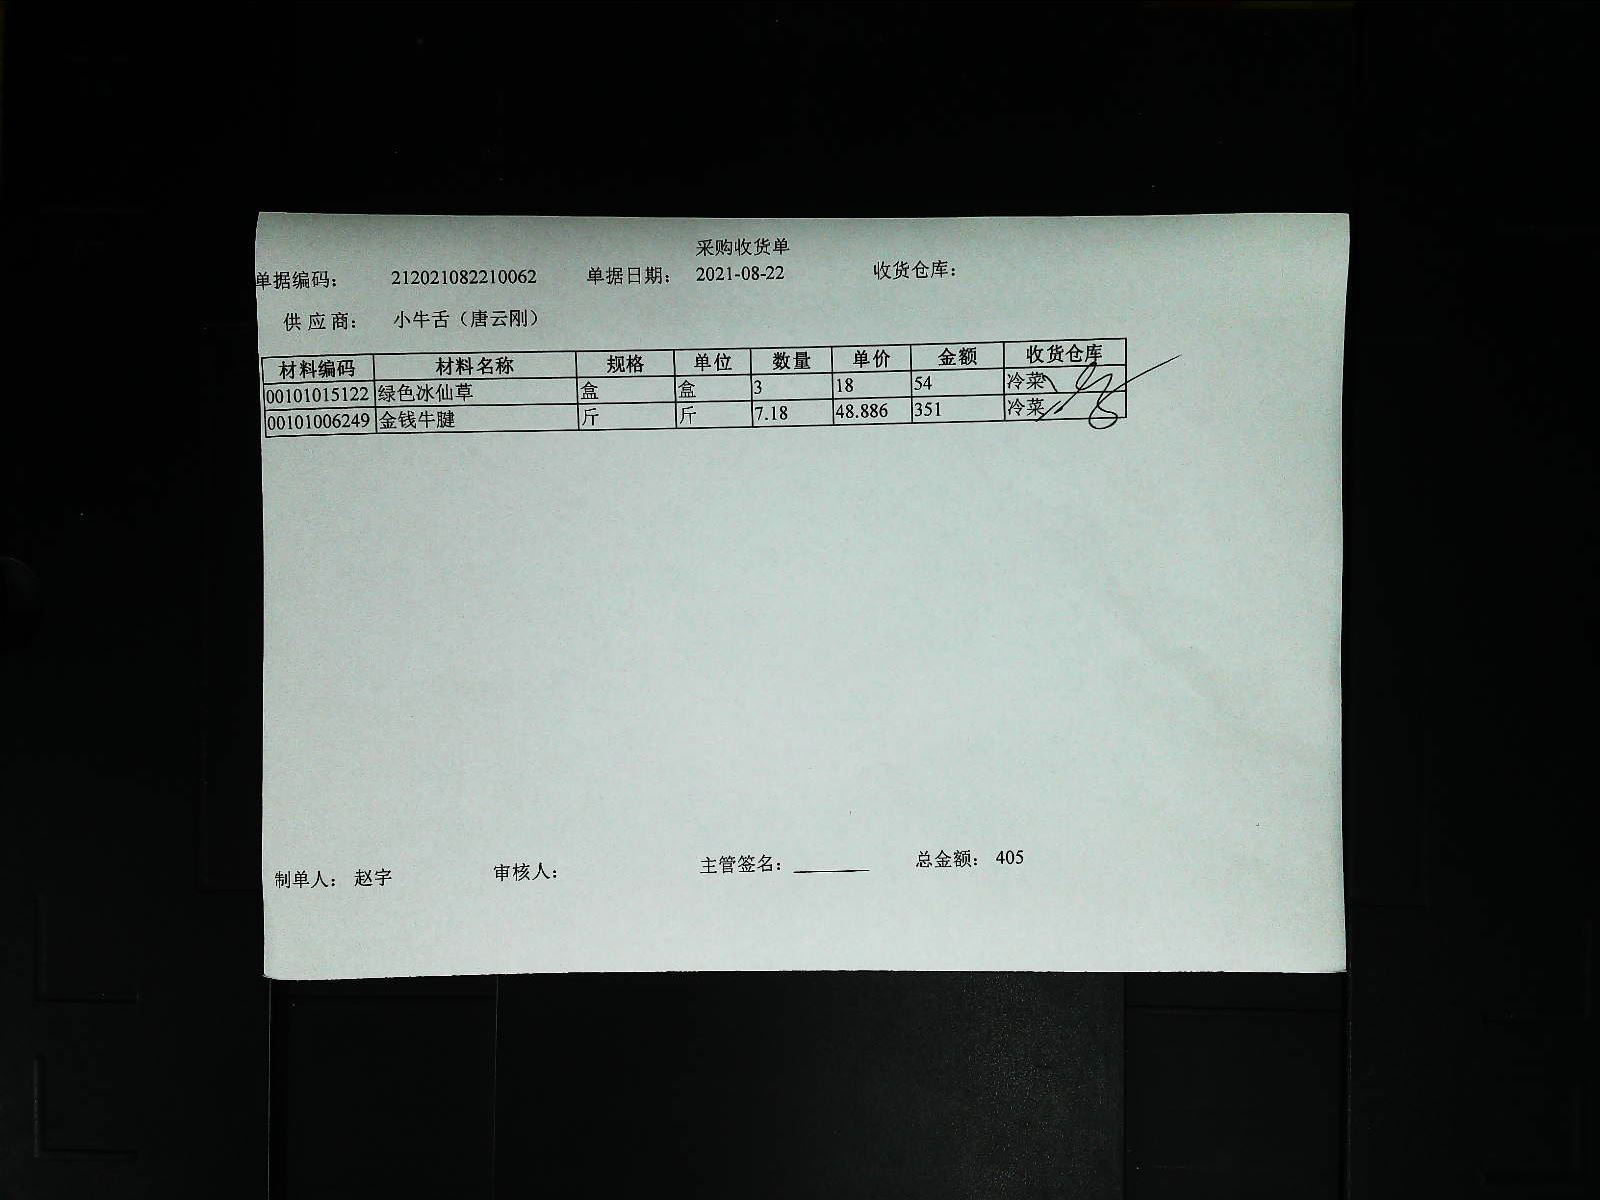 采购收货单
单据编码： 212021082210062 单据日期： 2021-08-22 收货仓库：
供应商： 小牛舌（唐云刚）
材料编码 材料名称 规格 单位 数量 单价 金额 收货仓库
00101015122 绿色冰仙草 盒 盒 3 18 54 冷菜
00101006249 金钱牛腱 斤 斤 7.18 48.886 351 冷菜
制单人： 赵宇 审核人： 主管签名： 总金额： 405